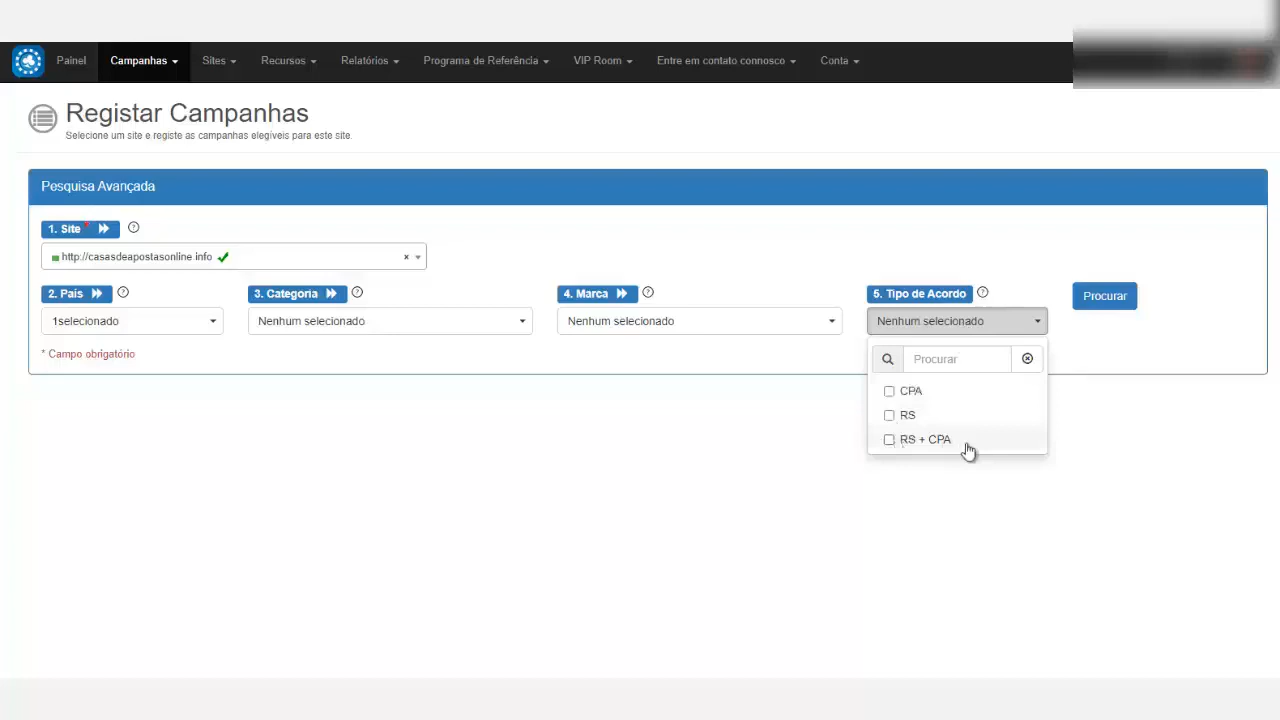 Painel Campanhas Sites Recursos Relatórios Programa de Referência VIP Room Entre em contato connosco Conta
Registar Campanhas
Selecione um site e registe as campanhas elegíveis para este site.
Pesquisa Avançada
1. Site *
http://casasdeapostasonline.info ×
2. País 3. Categoria 4. Marca 5. Tipo de Acordo Procurar
1selecionado Nenhum selecionado Nenhum selecionado Nenhum selecionado
* Campo obrigatório
Procurar
CPA
RS
RS + CPA